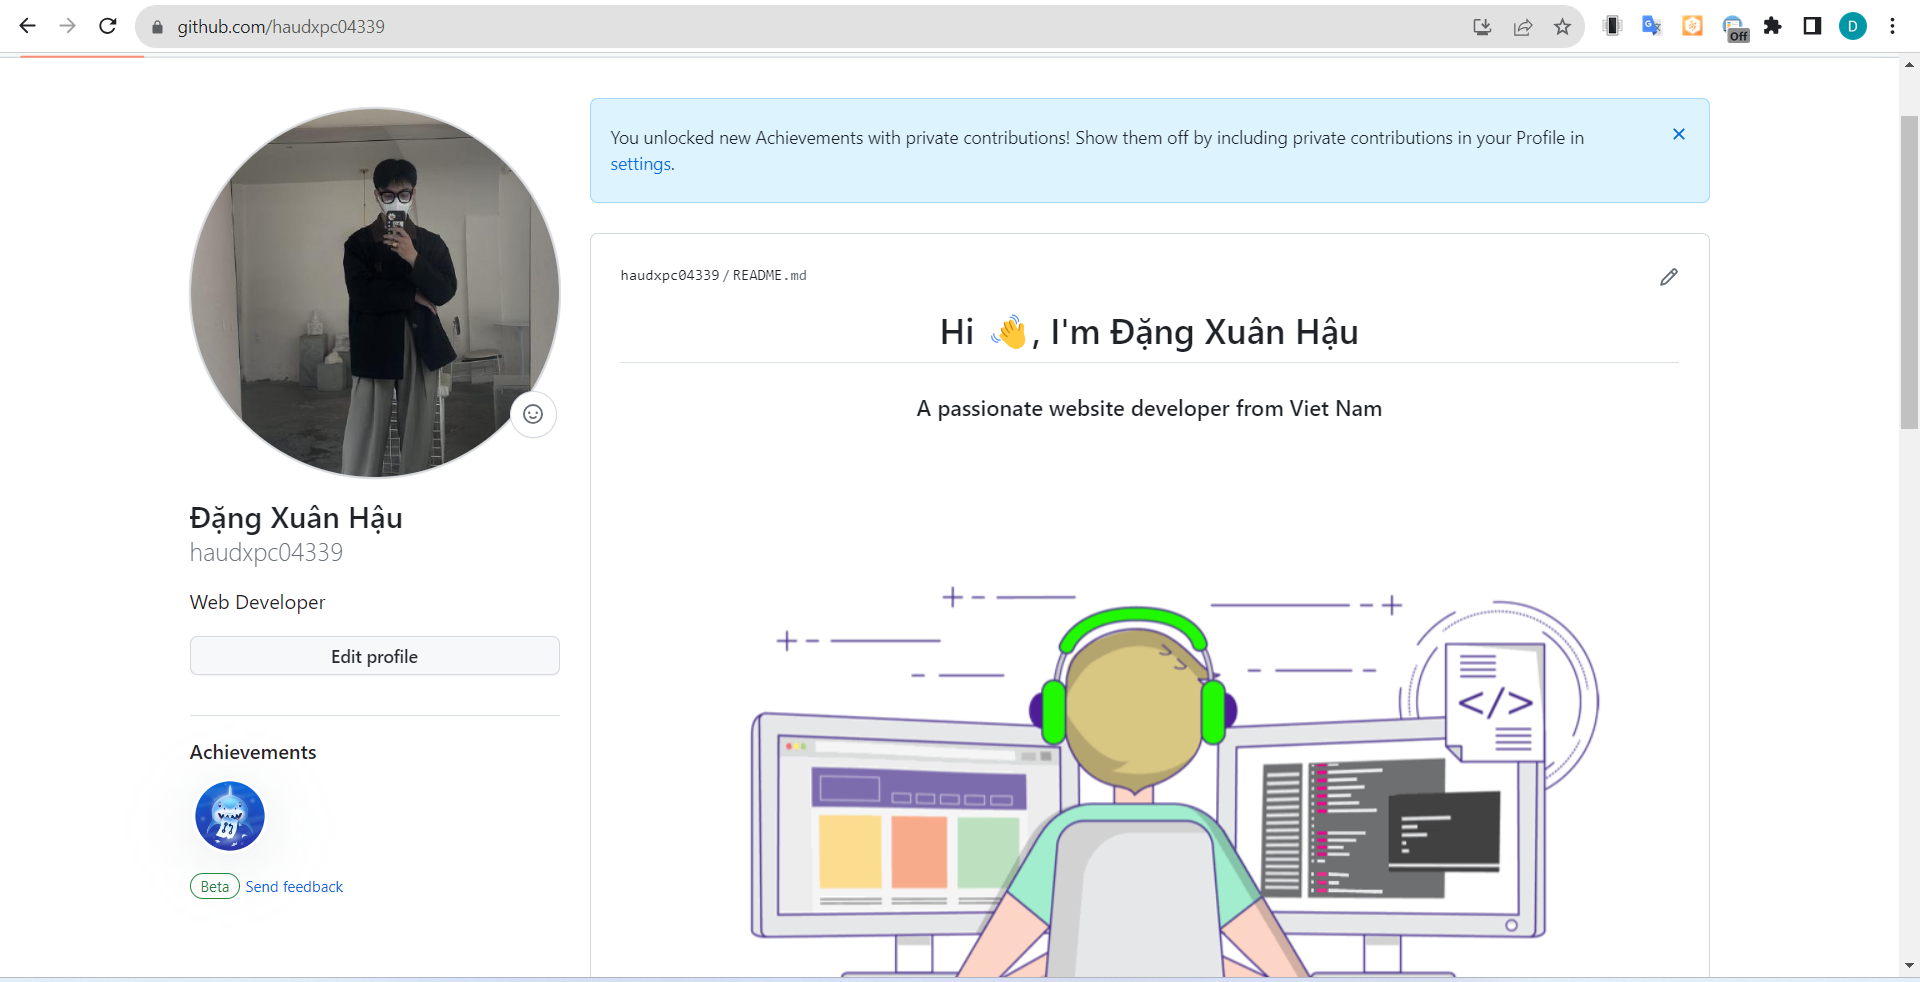 github.com/haudxpc04339
Off
D
You unlocked new Achievements with private contributions! Show them off by including private contributions in your Profile in
settings.
haudxpc04339 / README.md
Hi 👋, I'm Đặng Xuân Hậu
A passionate website developer from Viet Nam
</>
Đặng Xuân Hậu
haudxpc04339
Web Developer
Edit profile
Achievements
Beta Send feedback